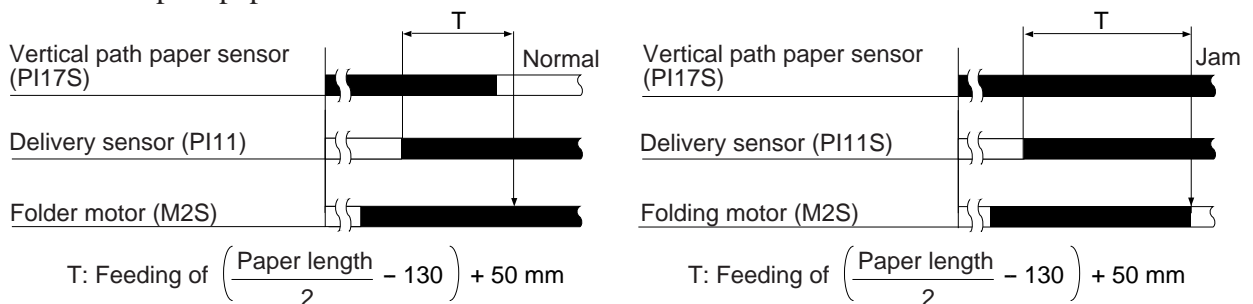 T
Vertical path paper sensor
(PI17S)
Normal
Delivery sensor (PI11)
Folder motor (M2S)
T: Feeding of (Paper length/2 – 130) + 50 mm
T
Vertical path paper sensor
(PI17S)
Jam
Delivery sensor (PI11S)
Folding motor (M2S)
T: Feeding of (Paper length/2 – 130) + 50 mm